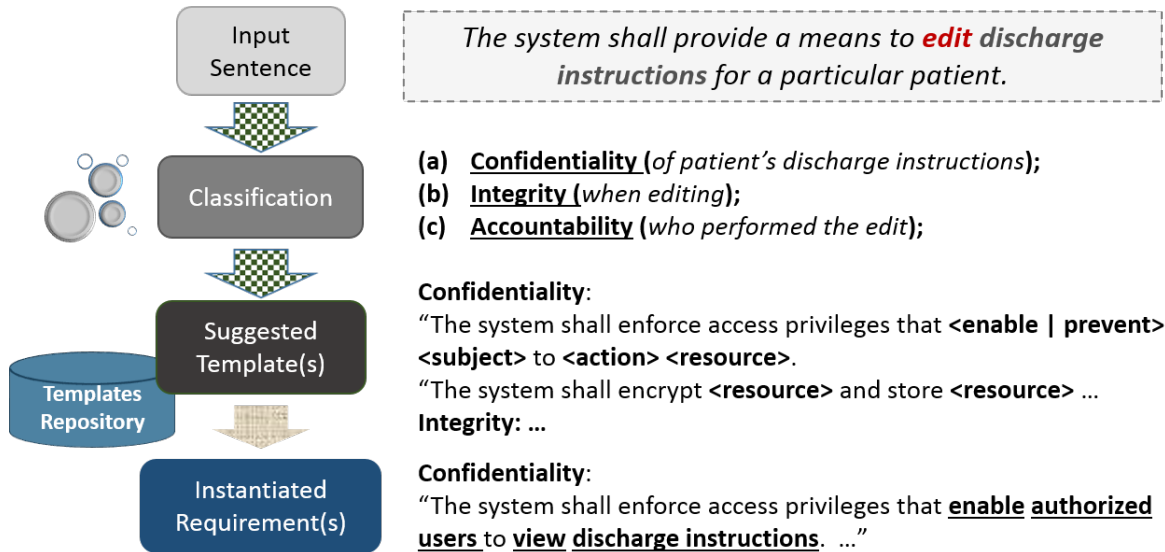 Input
Sentence
The system shall provide a means to edit discharge
instructions for a particular patient.
Classification
(a) Confidentiality (of patient’s discharge instructions);
(b) Integrity (when editing);
(c) Accountability (who performed the edit);
Suggested
Template(s)
Templates
Repository
Confidentiality:
“The system shall enforce access privileges that <enable | prevent>
<subject> to <action> <resource>.
“The system shall encrypt <resource> and store <resource> …
Integrity: …
Instantiated
Requirement(s)
Confidentiality:
“The system shall enforce access privileges that enable authorized
users to view discharge instructions. …”